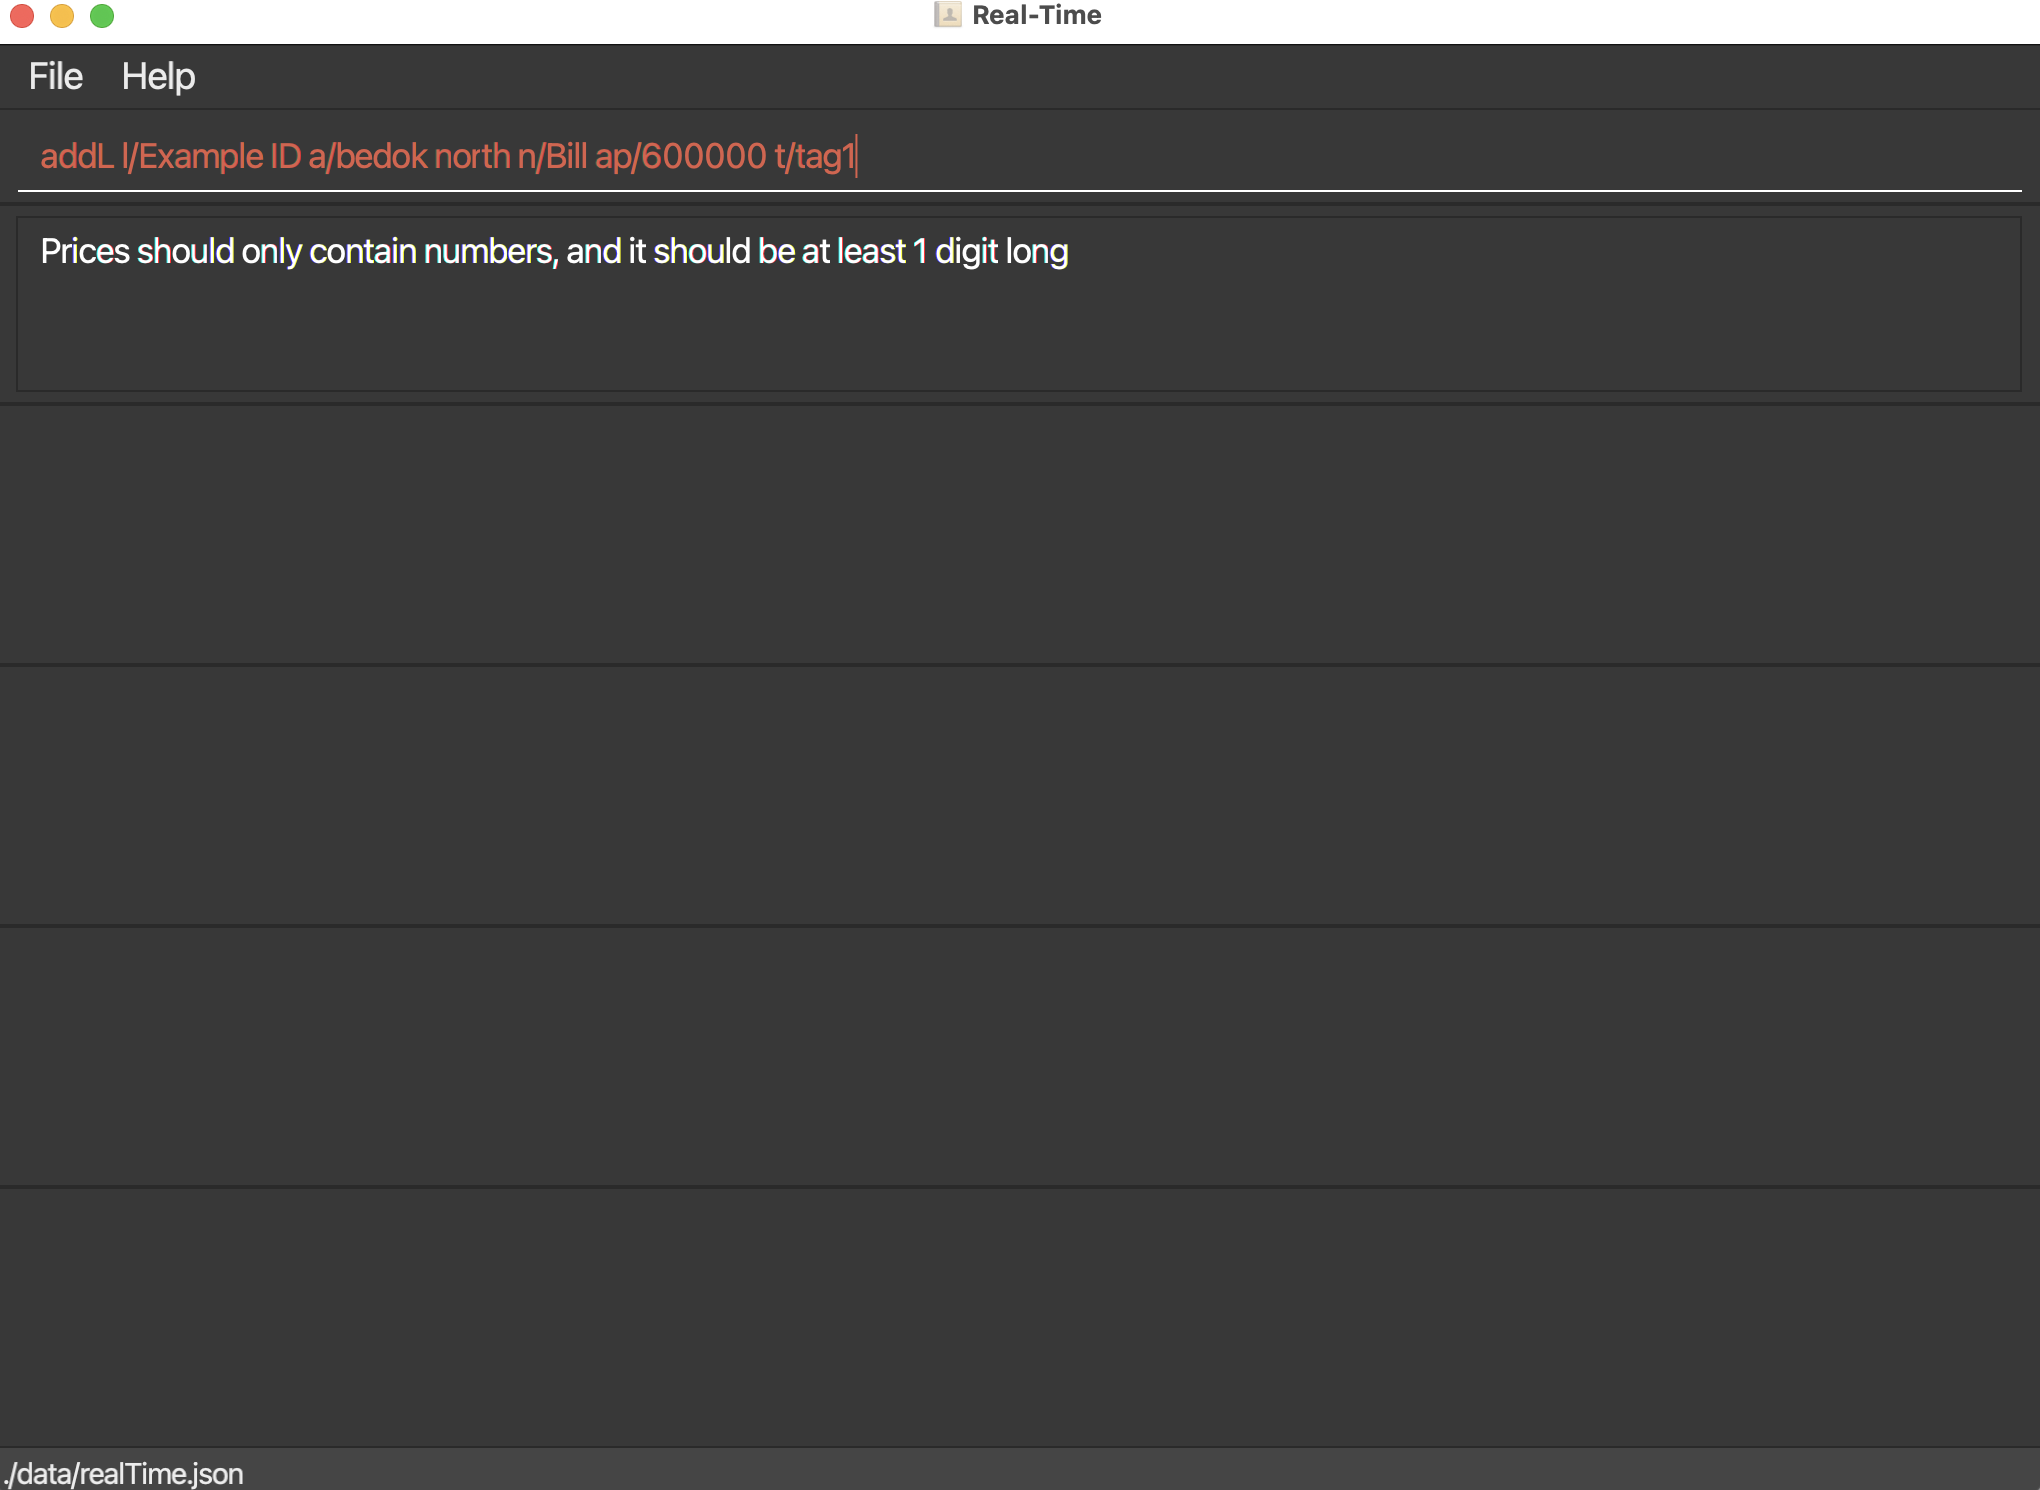 Real-Time
File Help
addL l/Example ID a/bedok north n/Bill ap/600000 t/tag1
Prices should only contain numbers, and it should be at least 1 digit long
./data/realTime.json